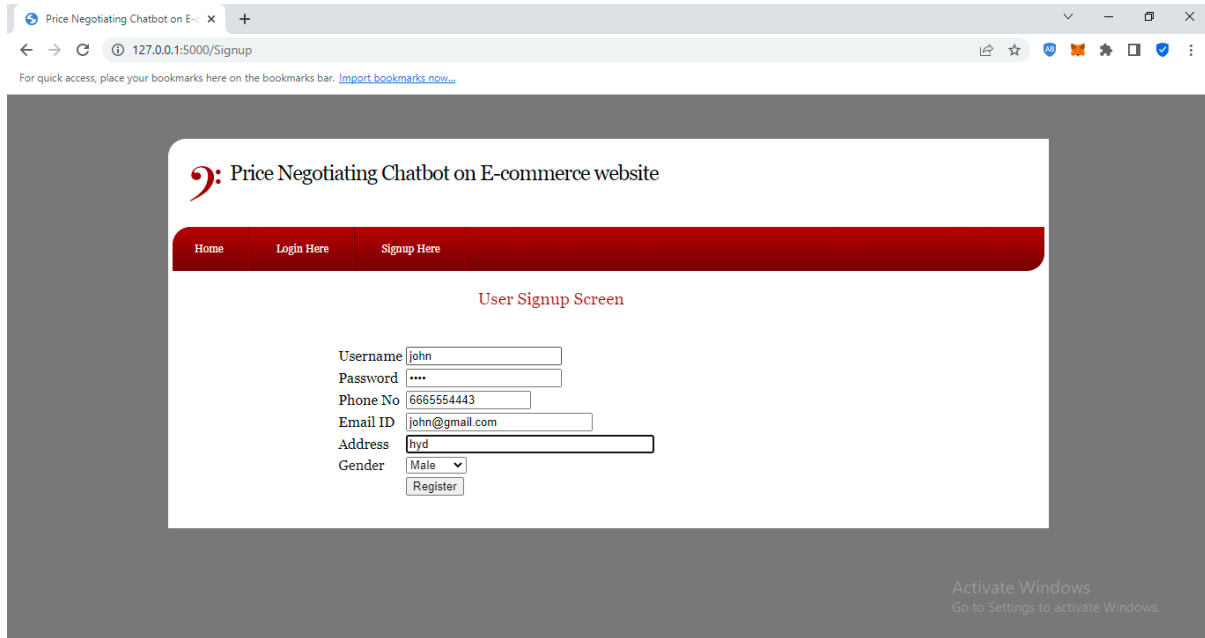 Price Negotiating Chatbot on E-c
127.0.0.1:5000/Signup
For quick access, place your bookmarks here on the bookmarks bar. Import bookmarks now...
Price Negotiating Chatbot on E-commerce website
Home Login Here Signup Here
User Signup Screen
Username john
Password ••••
Phone No 6665554443
Email ID john@gmail.com
Address hyd
Gender Male
Register
Activate Windows
Go to Settings to activate Windows.